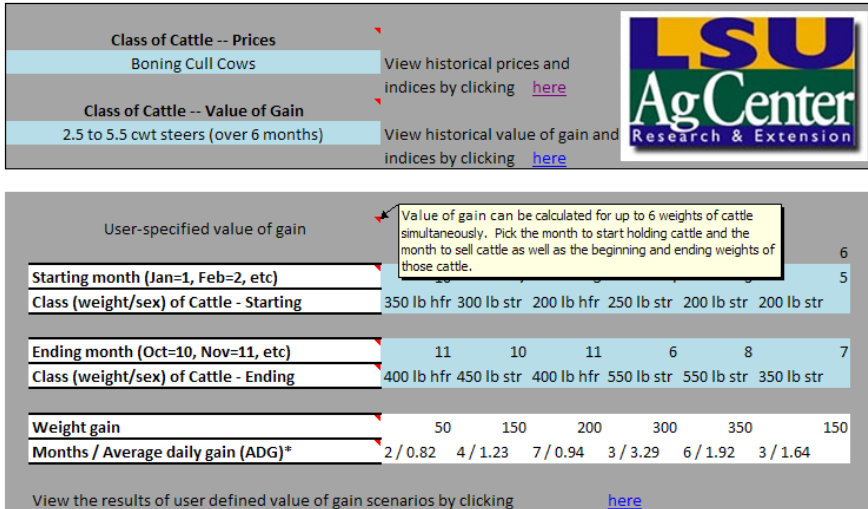 Class of Cattle -- Prices
Boning Cull Cows
View historical prices and
indices by clicking here
Class of Cattle -- Value of Gain
2.5 to 5.5 cwt steers (over 6 months)
View historical value of gain and
indices by clicking here
LSU
AgCenter
Research & Extension
User-specified value of gain
Value of gain can be calculated for up to 6 weights of cattle
simultaneously. Pick the month to start holding cattle and the
month to sell cattle as well as the beginning and ending weights of
those cattle.
6
Starting month (Jan=1, Feb=2, etc) 5
Class (weight/sex) of Cattle - Starting 350 lb hfr 300 lb str 200 lb hfr 250 lb str 200 lb str 200 lb str
Ending month (Oct=10, Nov=11, etc) 11 10 11 6 8 7
Class (weight/sex) of Cattle - Ending 400 lb hfr 450 lb str 400 lb hfr 550 lb str 550 lb str 350 lb str
Weight gain 50 150 200 300 350 150
Months / Average daily gain (ADG)* 2 / 0.82 4 / 1.23 7 / 0.94 3 / 3.29 6 / 1.92 3 / 1.64
View the results of user defined value of gain scenarios by clicking here